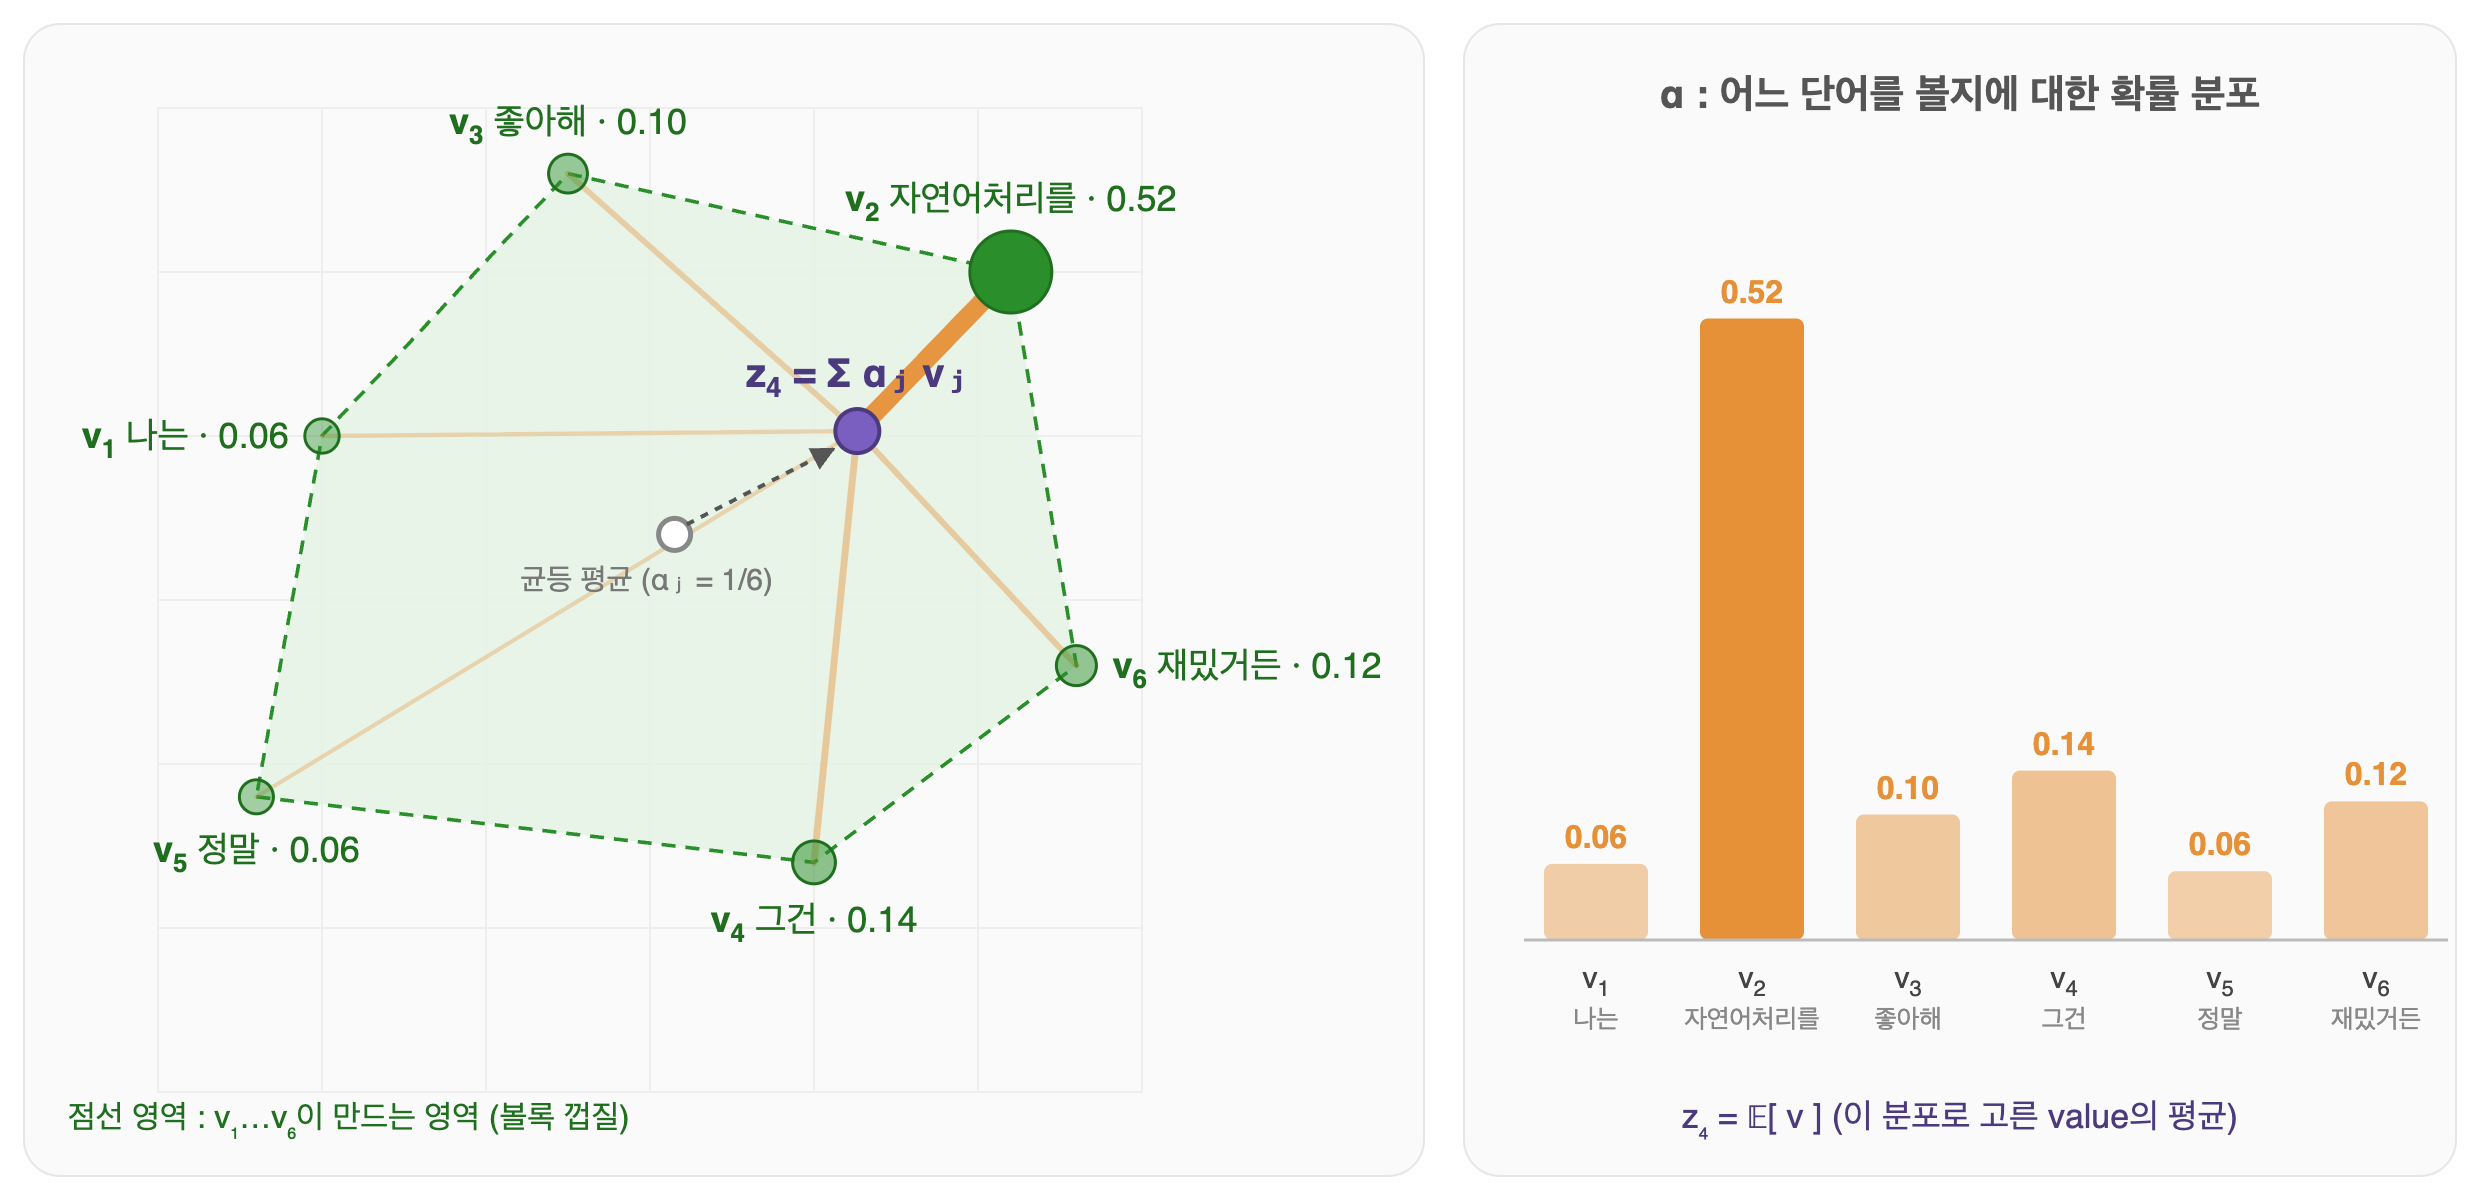 v₃ 좋아해 · 0.10
v₂ 자연어처리를 · 0.52
z₄ = Σ αⱼ vⱼ
v₁ 나는 · 0.06
균등 평균 (αⱼ = 1/6)
v₆ 재밌거든 · 0.12
v₅ 정말 · 0.06
v₄ 그건 · 0.14
점선 영역 : v₁…v₆이 만드는 영역 (볼록 껍질)
α : 어느 단어를 볼지에 대한 확률 분포
0.52
0.14
0.12
0.10
0.06
0.06
v₁ v₂ v₃ v₄ v₅ v₆
나는 자연어처리를 좋아해 그건 정말 재밌거든
z₄ = 𝔼[ v ] (이 분포로 고른 value의 평균)